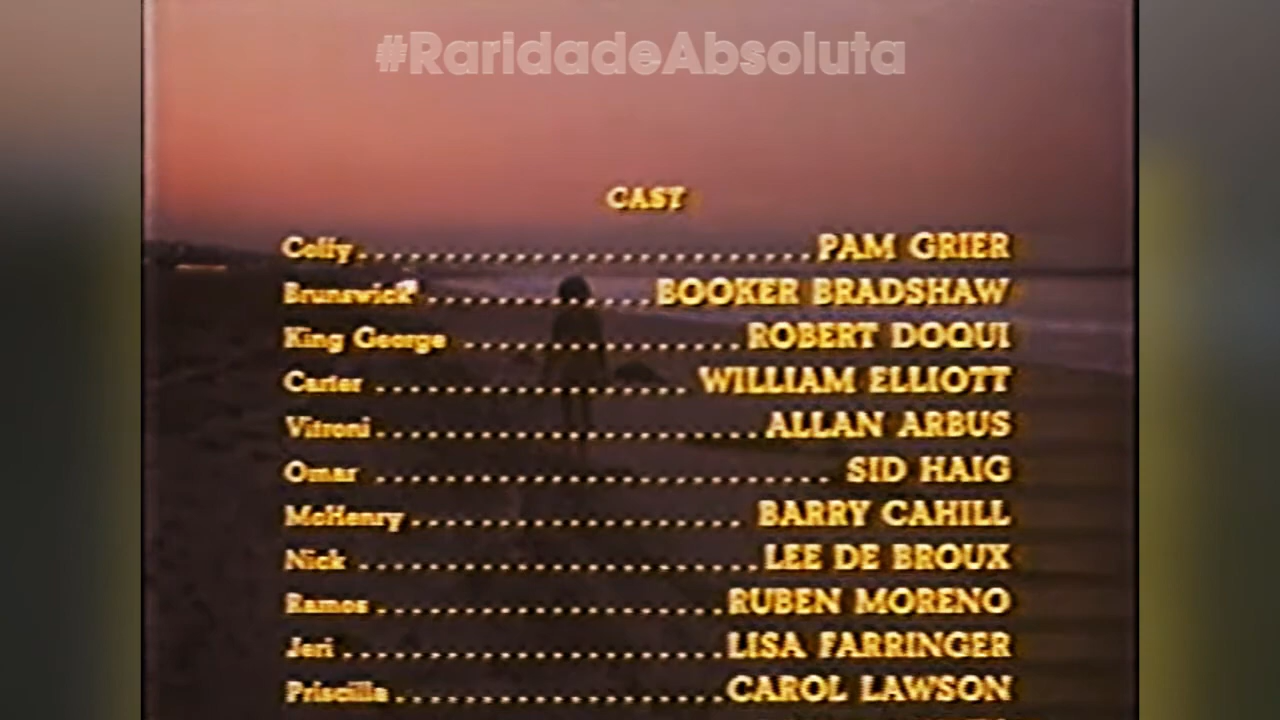 #RaridadeAbsoluta
CAST
Coffy......................PAM GRIER
Brunswick.............BOOKER BRADSHAW
King George................ROBERT DOQUI
Carter..................WILLIAM ELLIOTT
Vitroni......................ALLAN ARBUS
Omar..........................SID HAIG
McHenry...................BARRY CAHILL
Nick.......................LEE DE BROUX
Ramos....................RUBEN MORENO
Jeri......................LISA FARRINGER
Priscilla...................CAROL LAWSON